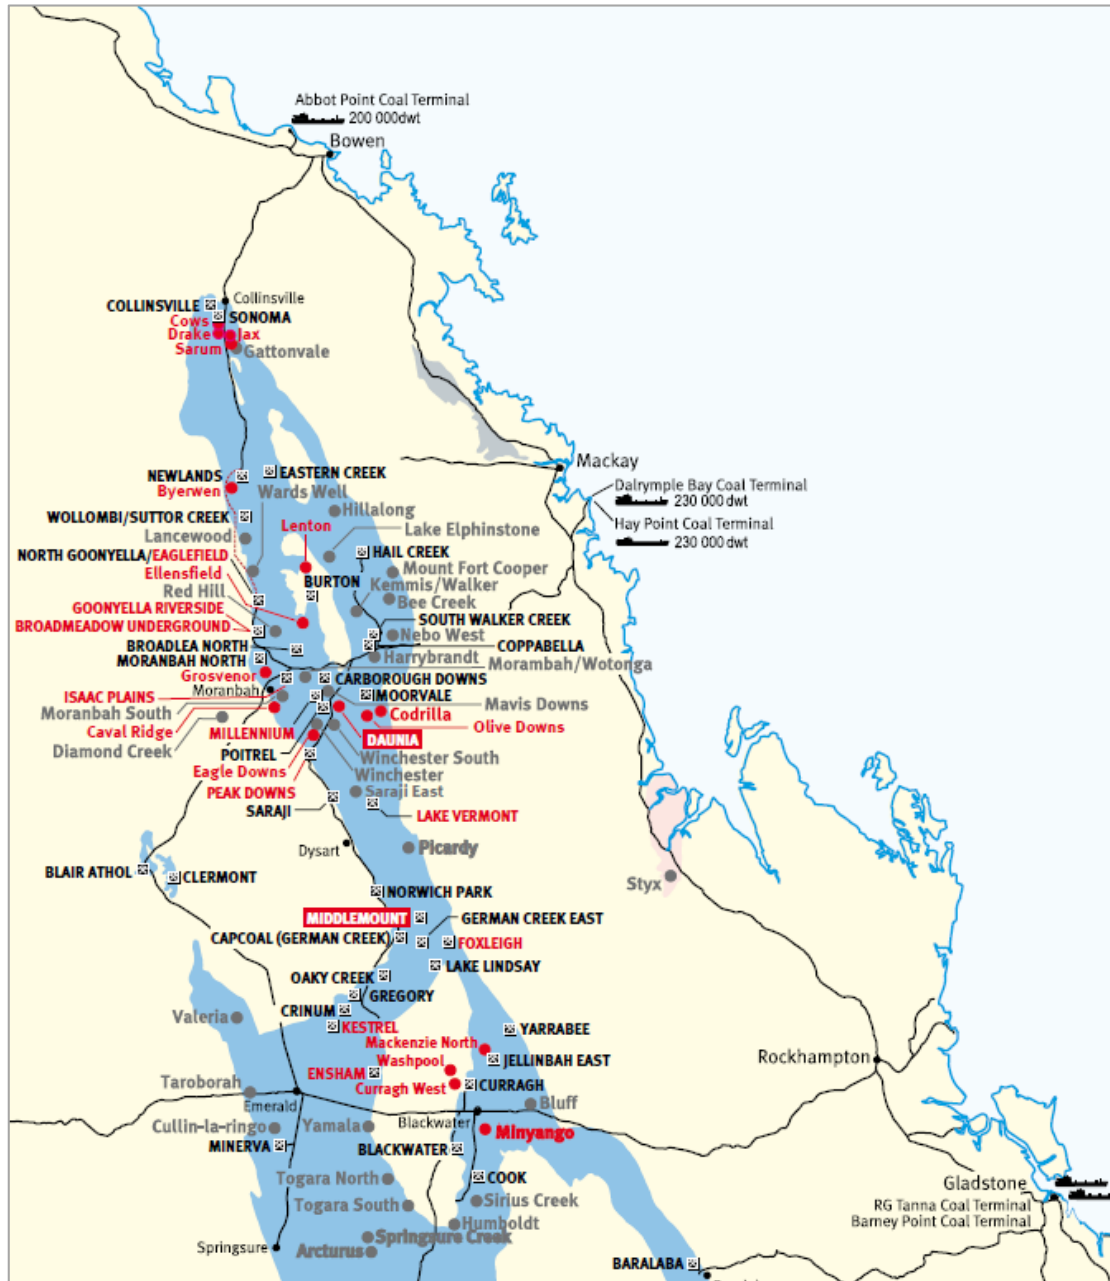 Abbot Point Coal Terminal
200 000dwt
Bowen
COLLINSVILLE
Collinsville
SONOMA
Cows
Drake
Jax
Sarum
Gattonvale
Mackay
NEWLANDS
EASTERN CREEK
Byerwen
Wards Well
Dalrymple Bay Coal Terminal
230 000 dwt
Hillalong
WOLLOMBI/SUTTOR CREEK
Lenton
Lake Elphinstone
Hay Point Coal Terminal
230 000 dwt
Lancewood
NORTH GOONYELLA/EAGLEFIELD
HAIL CREEK
Ellensfield
Mount Fort Cooper
BURTON
Kemmis/Walker
Red Hill
Bee Creek
GOONYELLA RIVERSIDE
SOUTH WALKER CREEK
BROADMEADOW UNDERGROUND
Nebo West
BROADLEA NORTH
COPPABELLA
MORANBAH NORTH
Harrybrandt
Morambah/Wotonga
Grosvenor
CARBOROUGH DOWNS
Moranbah
ISAAC PLAINS
MOORVALE
Mavis Downs
Moranbah South
Codrilla
Caval Ridge
MILLENNIUM
Olive Downs
DAUNIA
Diamond Creek
POITREL
Winchester South
Eagle Downs
Winchester
PEAK DOWNS
Saraji East
SARAJI
LAKE VERMONT
Dysart
Picardy
BLAIR ATHOL
CLERMONT
Styx
NORWICH PARK
MIDDLEMOUNT
GERMAN CREEK EAST
CAPCOAL (GERMAN CREEK)
FOXLEIGH
LAKE LINDSAY
OAKY CREEK
GREGORY
CRINUM
Valeria
KESTREL
YARRABEE
Mackenzie North
Rockhampton
Washpool
JELLINBAH EAST
ENSHAM
Curragh West
CURRAGH
Taroborah
Emerald
Bluff
Blackwater
Cullin-la-ringo
Yamala
Minyango
MINERVA
BLACKWATER
Togara North
COOK
Gladstone
Togara South
Sirius Creek
RG Tanna Coal Terminal
Barney Point Coal Terminal
Humboldt
Springsure Creek
Springsure
Arcturus
BARALABA